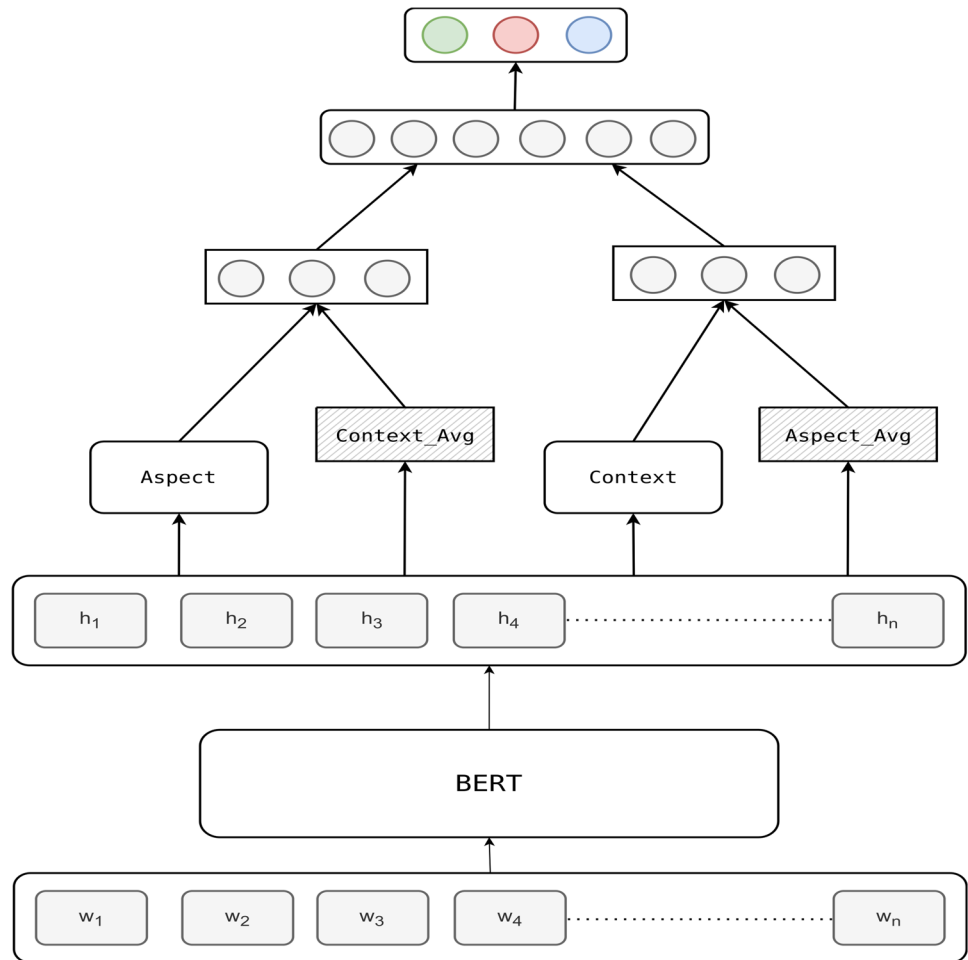 Context_Avg
Aspect_Avg
Aspect
Context
h1 h2 h3 h4 hn
BERT
w1 w2 w3 w4 wn